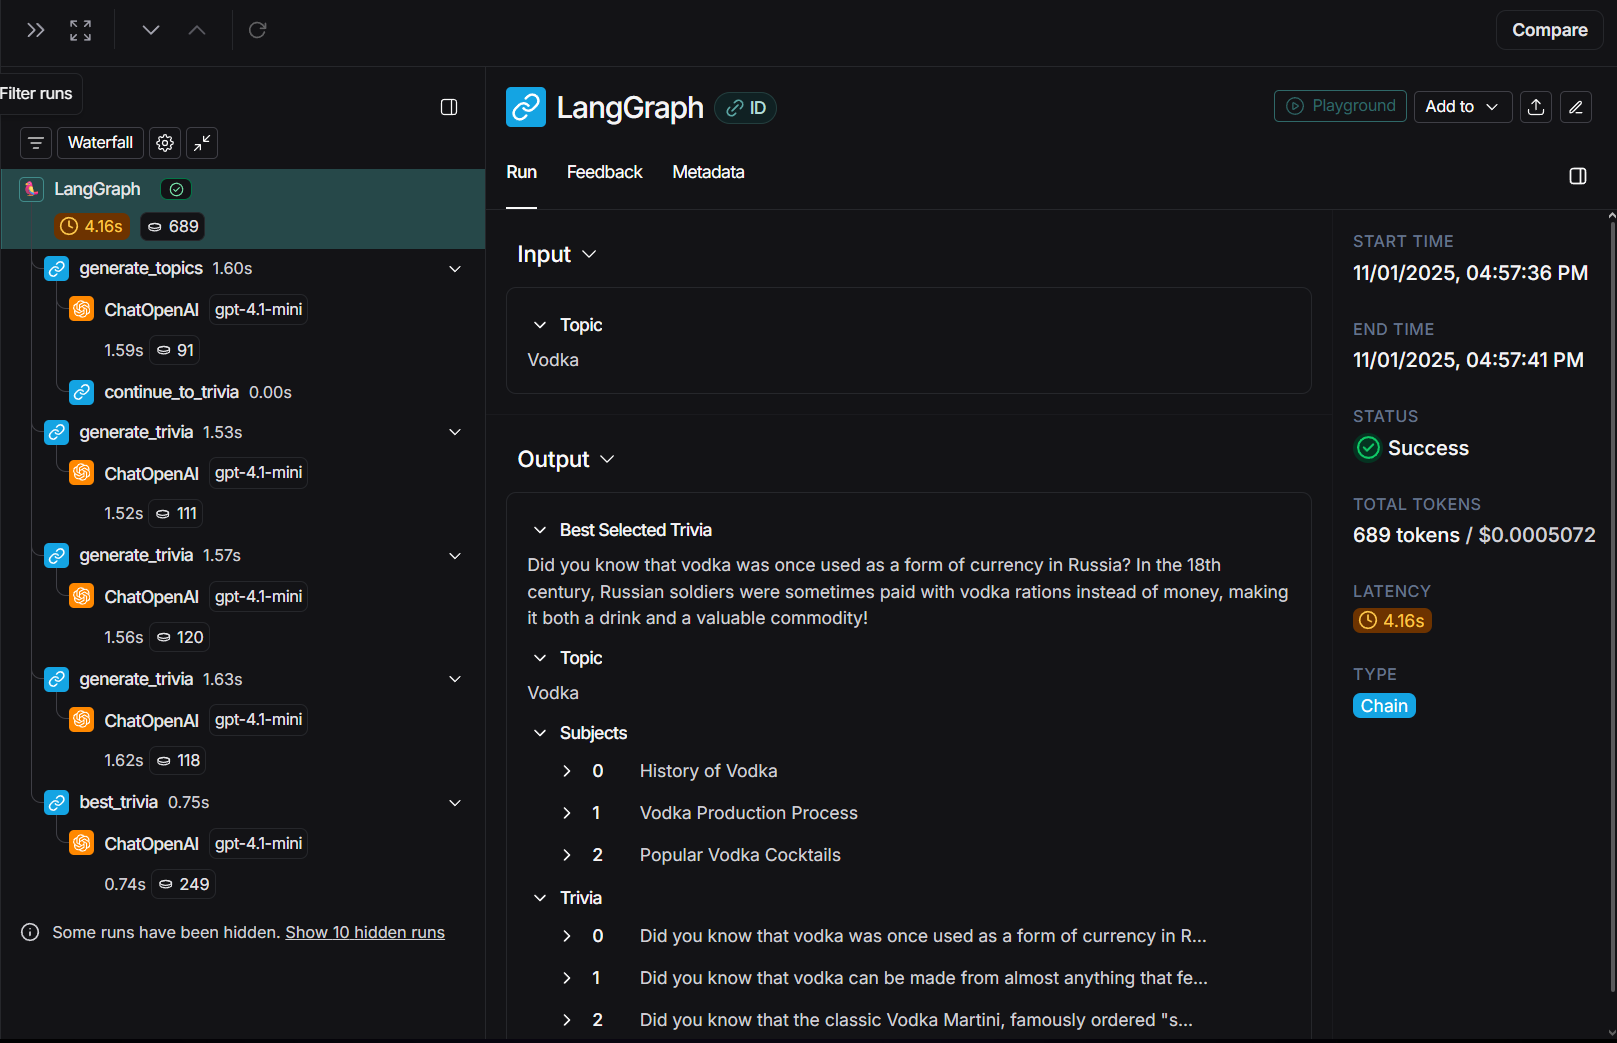 Compare
Filter runs
Waterfall
LangGraph
4.16s 689
generate_topics 1.60s
ChatOpenAI gpt-4.1-mini
1.59s 91
continue_to_trivia 0.00s
generate_trivia 1.53s
ChatOpenAI gpt-4.1-mini
1.52s 111
generate_trivia 1.57s
ChatOpenAI gpt-4.1-mini
1.56s 120
generate_trivia 1.63s
ChatOpenAI gpt-4.1-mini
1.62s 118
best_trivia 0.75s
ChatOpenAI gpt-4.1-mini
0.74s 249
Some runs have been hidden. Show 10 hidden runs
LangGraph ID
Playground Add to
Run Feedback Metadata
Input
Topic
Vodka
Output
Best Selected Trivia
Did you know that vodka was once used as a form of currency in Russia? In the 18th
century, Russian soldiers were sometimes paid with vodka rations instead of money, making
it both a drink and a valuable commodity!
Topic
Vodka
Subjects
0 History of Vodka
1 Vodka Production Process
2 Popular Vodka Cocktails
Trivia
0 Did you know that vodka was once used as a form of currency in R...
1 Did you know that vodka can be made from almost anything that fe...
2 Did you know that the classic Vodka Martini, famously ordered "s...
START TIME
11/01/2025, 04:57:36 PM
END TIME
11/01/2025, 04:57:41 PM
STATUS
Success
TOTAL TOKENS
689 tokens / $0.0005072
LATENCY
4.16s
TYPE
Chain